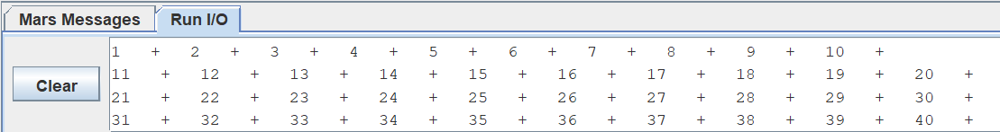 Mars Messages Run I/O
Clear
1 + 2 + 3 + 4 + 5 + 6 + 7 + 8 + 9 + 10 +
11 + 12 + 13 + 14 + 15 + 16 + 17 + 18 + 19 + 20 +
21 + 22 + 23 + 24 + 25 + 26 + 27 + 28 + 29 + 30 +
31 + 32 + 33 + 34 + 35 + 36 + 37 + 38 + 39 + 40 +